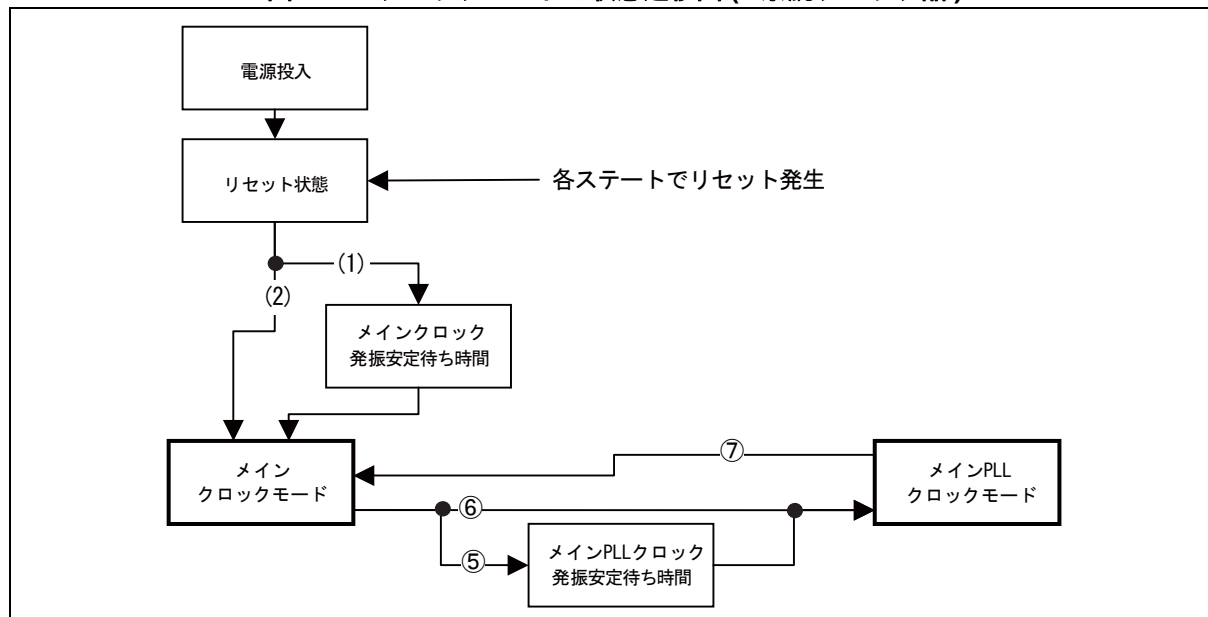 電源投入
リセット状態
各ステートでリセット発生
(1)
(2)
メインクロック
発振安定待ち時間
メイン
クロックモード
⑦
メインPLL
クロックモード
⑥
⑤
メインPLLクロック
発振安定待ち時間